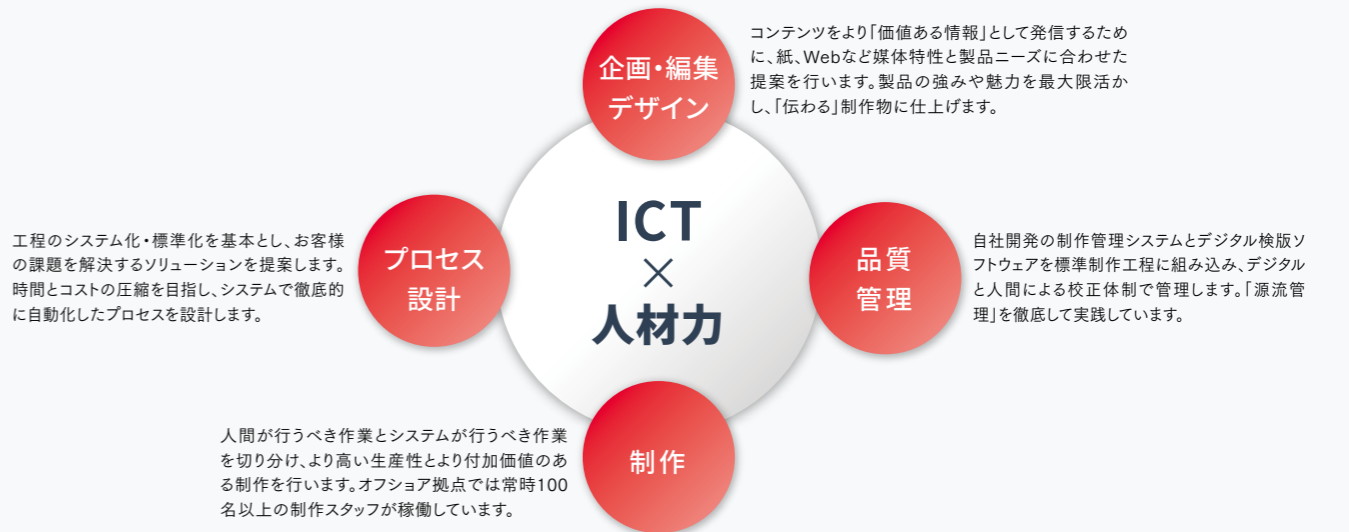 企画・編集
デザイン
コンテンツをより「価値ある情報」として発信するため
に、紙、Webなど媒体特性と製品ニーズに合わせた
提案を行います。製品の強みや魅力を最大限活か
し、「伝わる」制作物に仕上げます。
ICT
×
人材力
プロセス
設計
工程のシステム化・標準化を基本とし、お客様
の課題を解決するソリューションを提案します。
時間とコストの圧縮を目指し、システムで徹底的
に自動化したプロセスを設計します。
品質
管理
自社開発の制作管理システムとデジタル検版ソ
フトウェアを標準制作工程に組み込み、デジタル
と人間による校正体制で管理します。「源流管
理」を徹底して実践しています。
制作
人間が行うべき作業とシステムが行うべき作業
を切り分け、より高い生産性とより付加価値のあ
る制作を行います。オフショア拠点では常時100
名以上の制作スタッフが稼働しています。